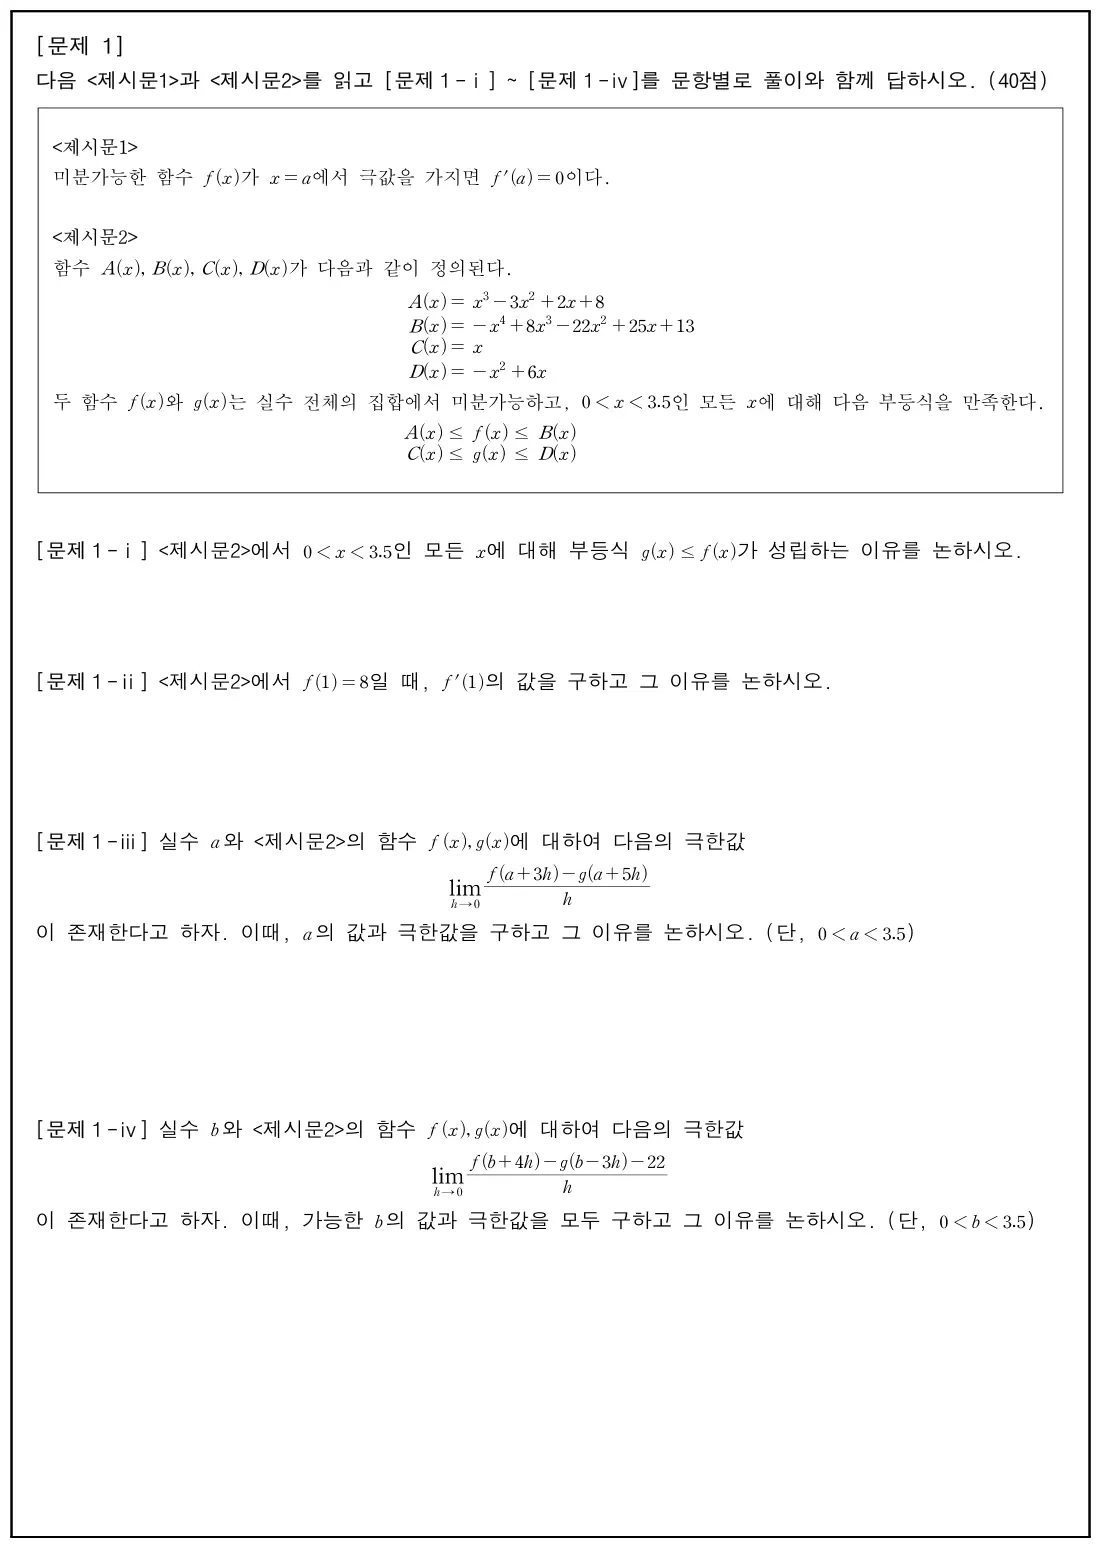 [문제 1]
다음 <제시문1>과 <제시문2>를 읽고 [문제 1-ⅰ] ~ [문제 1-ⅳ]를 문항별로 풀이와 함께 답하시오. (40점)
<제시문1>
미분가능한 함수 f(x)가 x=a에서 극값을 가지면 f′(a)=0이다.
<제시문2>
함수 A(x), B(x), C(x), D(x)가 다음과 같이 정의된다.
A(x)= x³-3x²+2x+8
B(x)= -x⁴+8x³-22x²+25x+13
C(x)= x
D(x)= -x²+6x
두 함수 f(x)와 g(x)는 실수 전체의 집합에서 미분가능하고, 0<x<3.5인 모든 x에 대해 다음 부등식을 만족한다.
A(x)≤ f(x)≤ B(x)
C(x)≤ g(x) ≤ D(x)
[문제 1-ⅰ] <제시문2>에서 0<x<3.5인 모든 x에 대해 부등식 g(x)≤f(x)가 성립하는 이유를 논하시오.
[문제 1-ⅱ] <제시문2>에서 f(1)=8일 때, f′(1)의 값을 구하고 그 이유를 논하시오.
[문제 1-ⅲ] 실수 a와 <제시문2>의 함수 f(x), g(x)에 대하여 다음의 극한값
lim_{h→0} (f(a+3h)-g(a+5h))/h
이 존재한다고 하자. 이때, a의 값과 극한값을 구하고 그 이유를 논하시오. (단, 0<a<3.5)
[문제 1-ⅳ] 실수 b와 <제시문2>의 함수 f(x), g(x)에 대하여 다음의 극한값
lim_{h→0} (f(b+4h)-g(b-3h)-22)/h
이 존재한다고 하자. 이때, 가능한 b의 값과 극한값을 모두 구하고 그 이유를 논하시오. (단, 0<b<3.5)